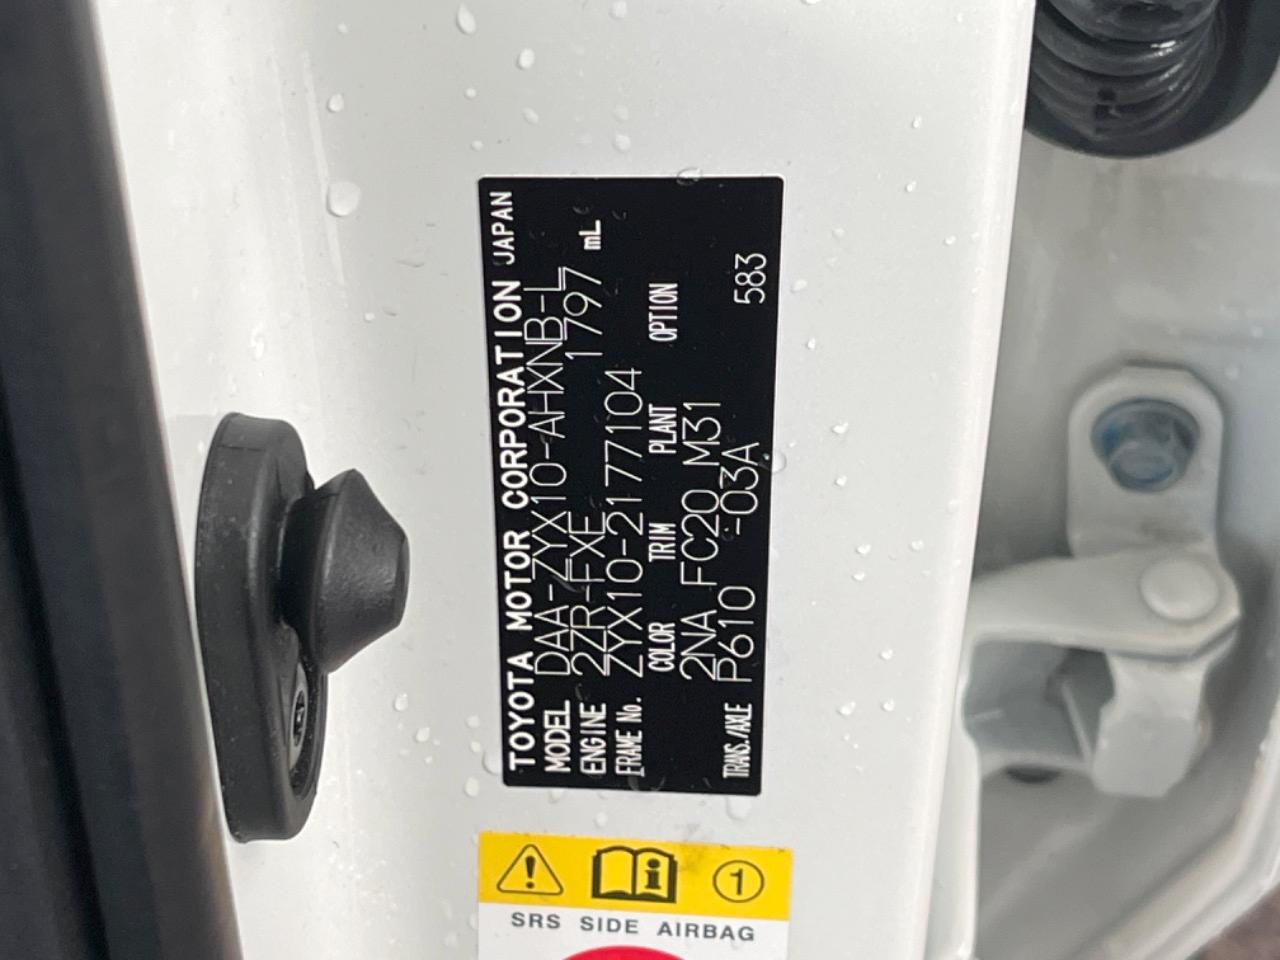 TOYOTA MOTOR CORPORATION JAPAN
MODEL DAA-ZYX10-AHXNB-L
ENGINE 2ZR-FXE 1797 mL
FRAME No. ZYX10-2177104
COLOR TRIM PLANT OPTION
2NA FC20 M31
TRANS./AXLE P610 -03A 583
1
SRS SIDE AIRBAG